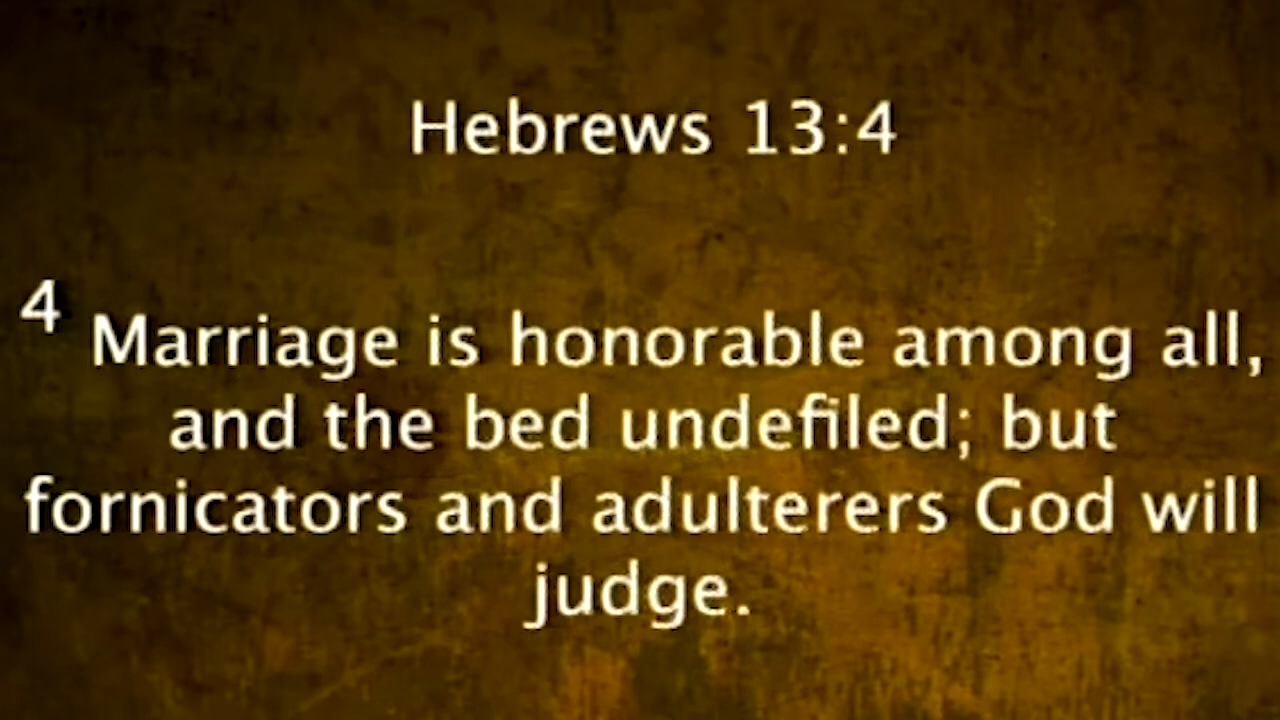 Hebrews 13:4
4 Marriage is honorable among all,
and the bed undefiled; but
fornicators and adulterers God will
judge.